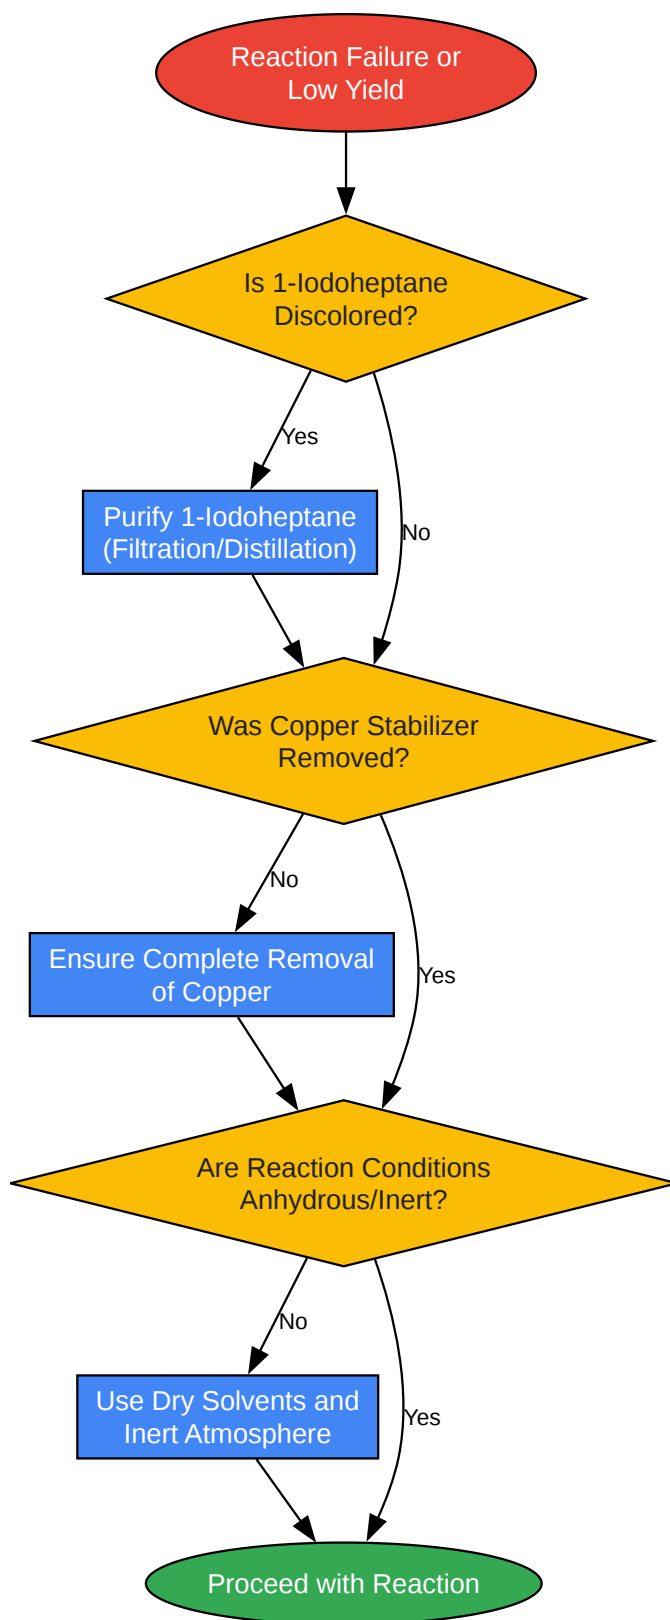 Reaction Failure or
Low Yield
Is 1-Iodoheptane
Discolored?
Yes
Purify 1-Iodoheptane
(Filtration/Distillation)
No
Was Copper Stabilizer
Removed?
No
Ensure Complete Removal
of Copper
Yes
Are Reaction Conditions
Anhydrous/Inert?
No
Use Dry Solvents and
Inert Atmosphere
Yes
Proceed with Reaction